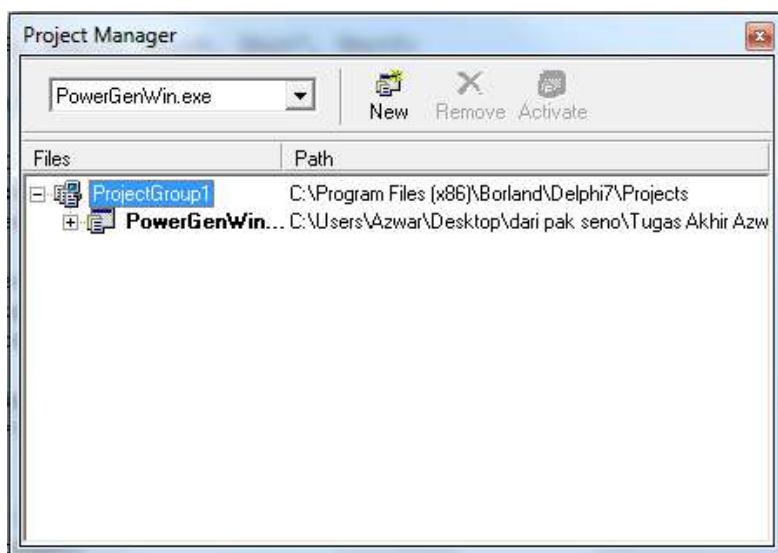 Project Manager
PowerGenWin.exe
New Remove Activate
Files Path
ProjectGroup1 C:\Program Files (x86)\Borland\Delphi7\Projects
PowerGenWin... C:\Users\Azwar\Desktop\dari pak seno\Tugas Akhir Azw